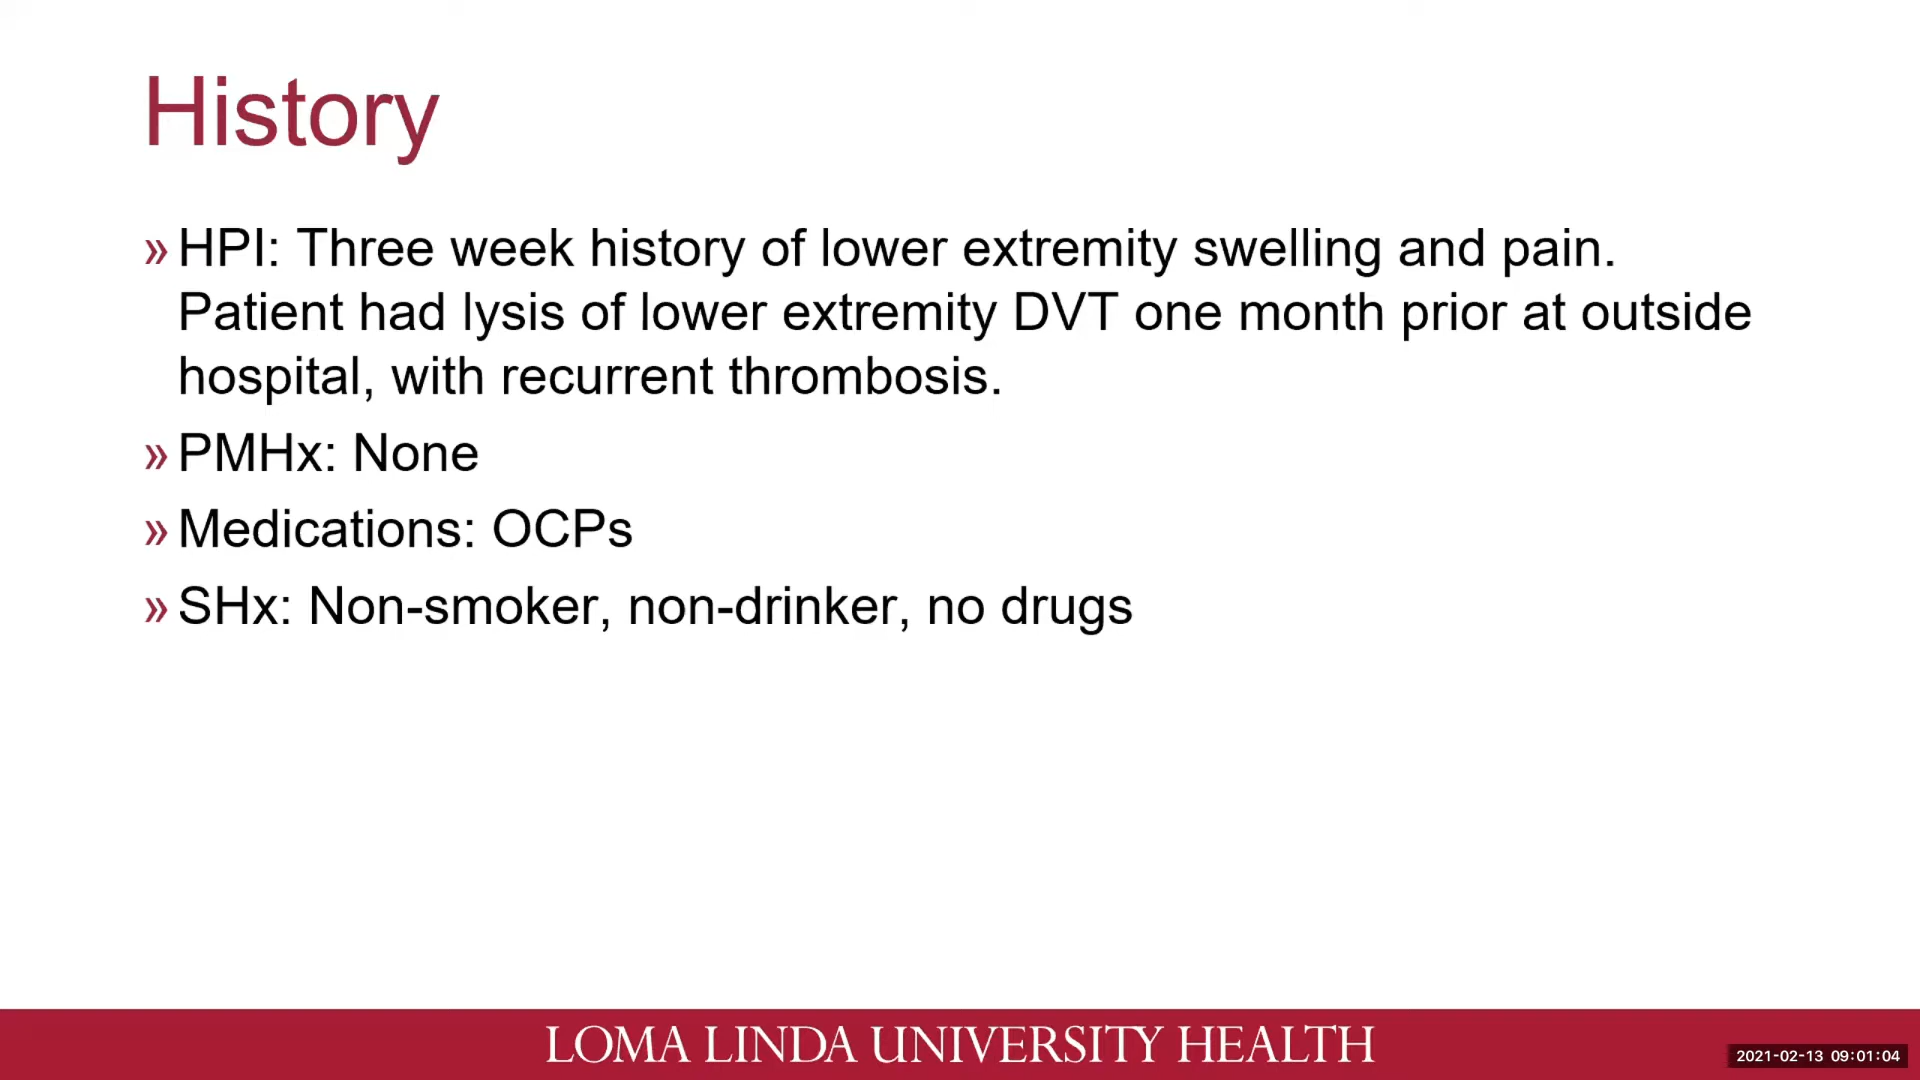 History
» HPI: Three week history of lower extremity swelling and pain.
Patient had lysis of lower extremity DVT one month prior at outside
hospital, with recurrent thrombosis.
» PMHx: None
» Medications: OCPs
» SHx: Non-smoker, non-drinker, no drugs
LOMA LINDA UNIVERSITY HEALTH
2021-02-13 09:01:04